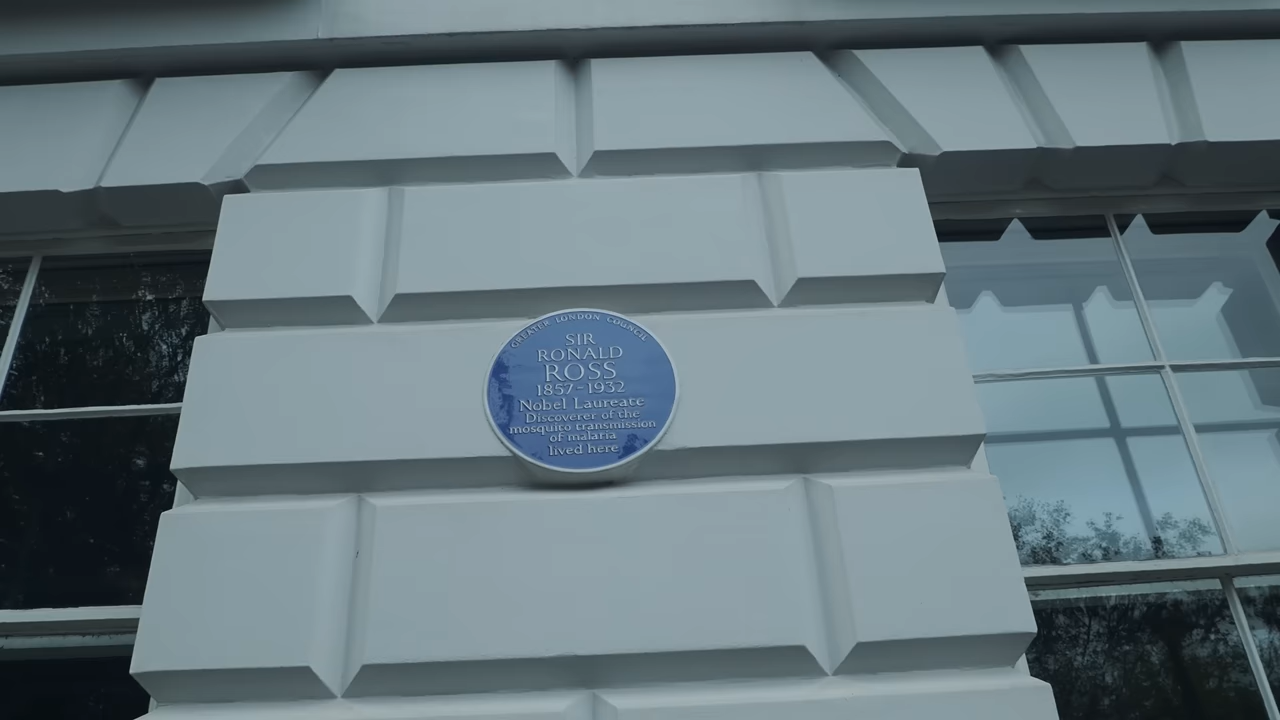 GREATER LONDON COUNCIL
SIR
RONALD
ROSS
1857-1932
Nobel Laureate
Discoverer of the
mosquito transmission
of malaria
lived here